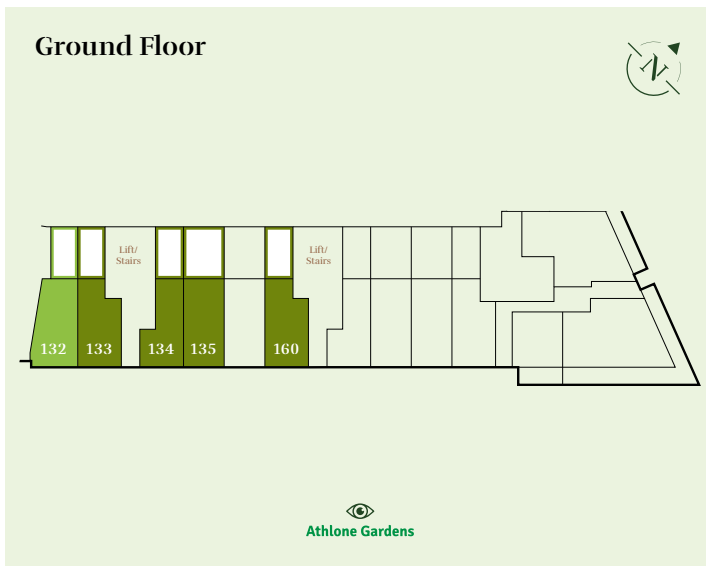 Ground Floor
N
Lift/
Stairs
Lift/
Stairs
132
133
134
135
160
Athlone Gardens